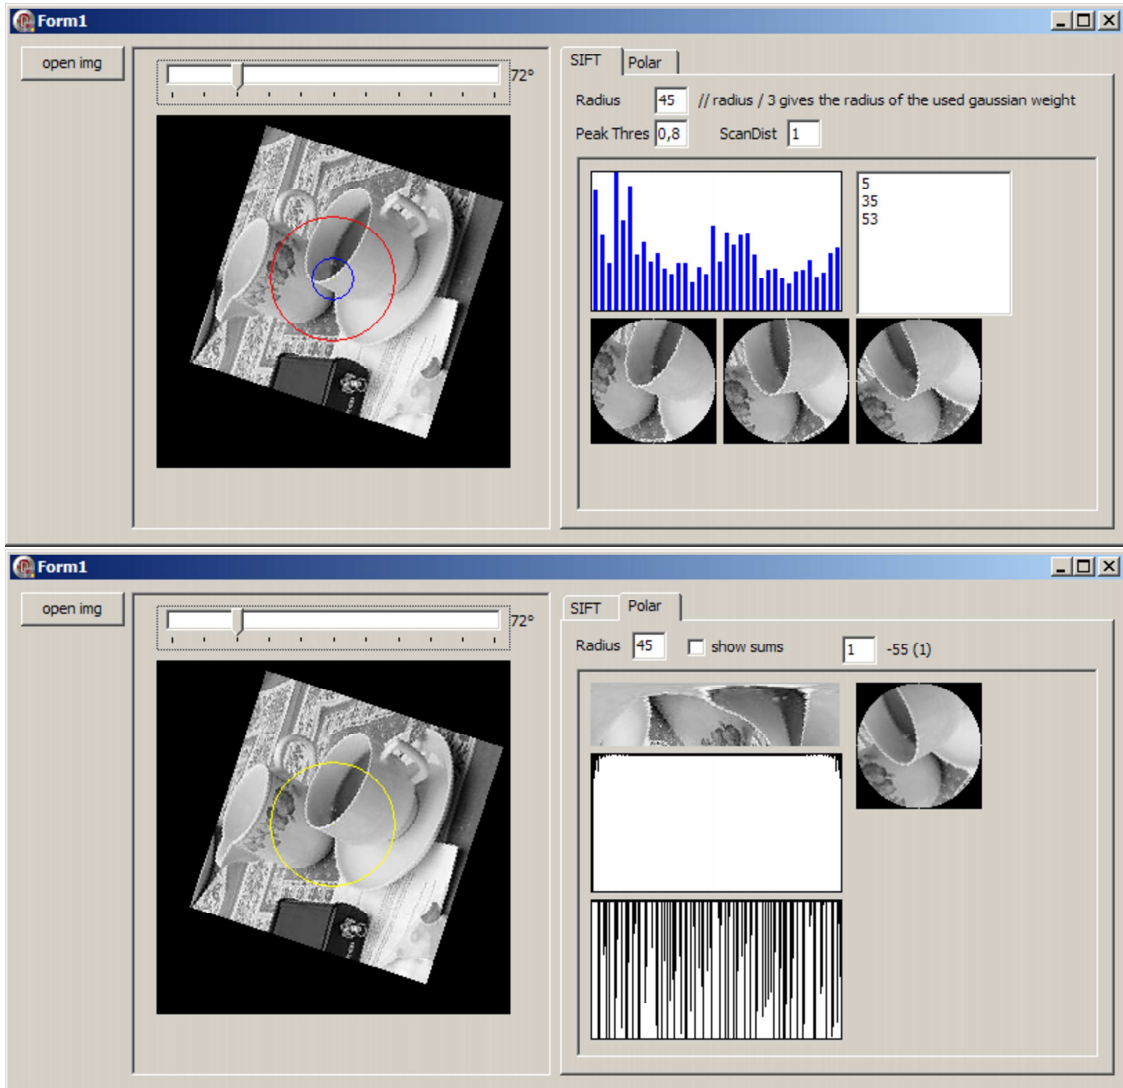 Form1
open img
72°
SIFT Polar
Radius 45 // radius / 3 gives the radius of the used gaussian weight
Peak Thres 0,8 ScanDist 1
5
35
53
Form1
open img
72°
SIFT Polar
Radius 45 show sums 1 -55 (1)